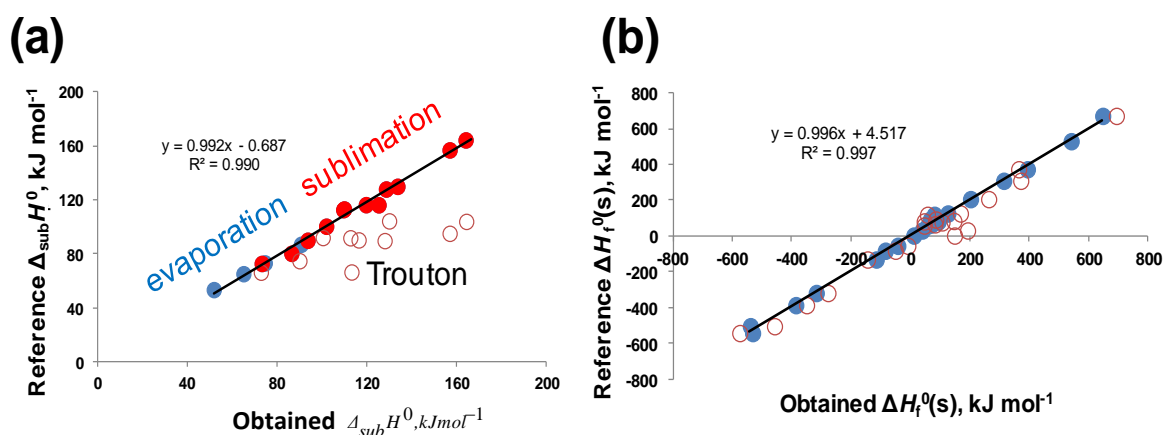 (a)
Reference ΔsubH⁰, kJ mol⁻¹
200
160
120
80
40
0
0
40
80
120
160
200
y = 0.992x - 0.687
R² = 0.990
evaporation
sublimation
Trouton
Obtained ΔsubH⁰,kJmol⁻¹
(b)
Reference ΔHf⁰(s), kJ mol⁻¹
800
600
400
200
0
-200
-400
-600
-800
-800
-600
-400
-200
0
200
400
600
800
y = 0.996x + 4.517
R² = 0.997
Obtained ΔHf⁰(s), kJ mol⁻¹